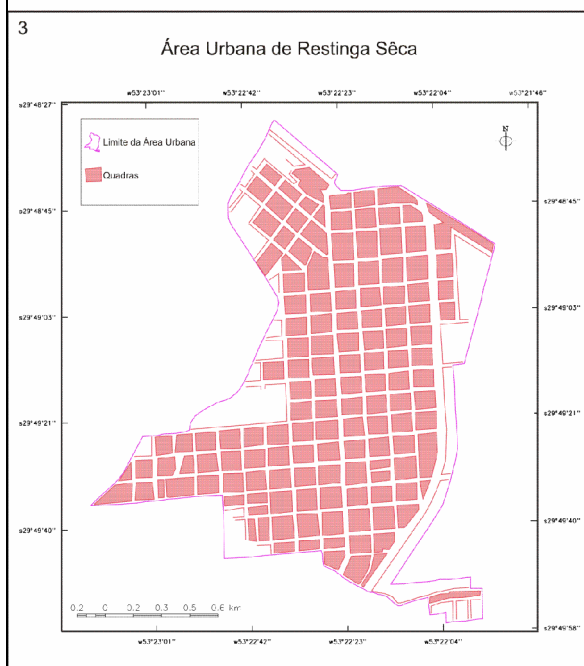 3
Área Urbana de Restinga Sêca
w53°23'01'' w53°22'42'' w53°22'23'' w53°22'04'' w53°21'46''
s29°48'27''
Limite da Área Urbana
Quadras
N
s29°48'45'' s29°48'45''
s29°49'03'' s29°49'03''
s29°49'21'' s29°49'21''
s29°49'40'' s29°49'40''
0.2 0 0.2 0.3 0.5 0.6 km
s29°49'58''
w53°23'01'' w53°22'42'' w53°22'23'' w53°22'04''